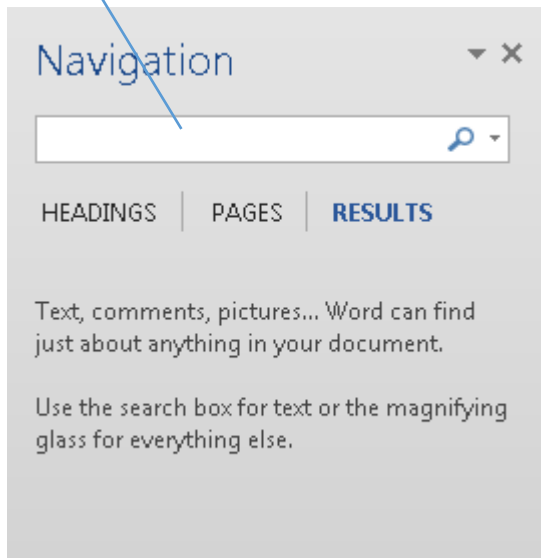 Navigation
HEADINGS PAGES RESULTS
Text, comments, pictures... Word can find
just about anything in your document.
Use the search box for text or the magnifying
glass for everything else.